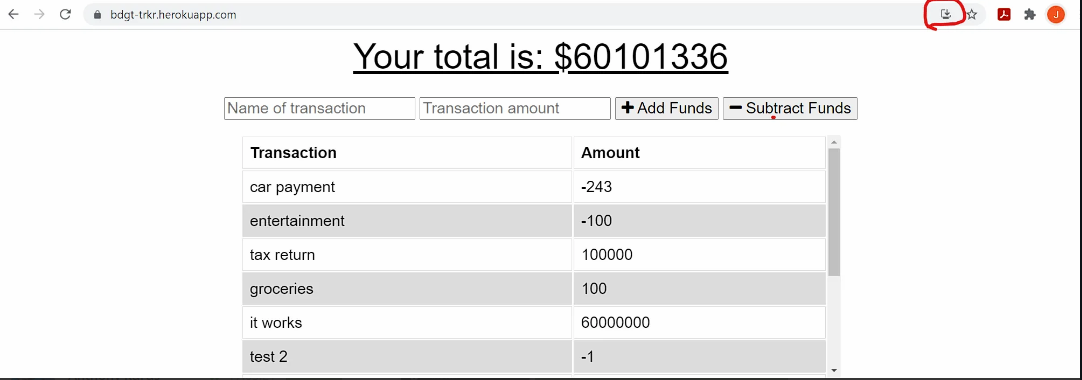 bdgt-trkr.herokuapp.com
J
Your total is: $60101336
Name of transaction Transaction amount Add Funds Subtract Funds
Transaction Amount
car payment -243
entertainment -100
tax return 100000
groceries 100
it works 60000000
test 2 -1